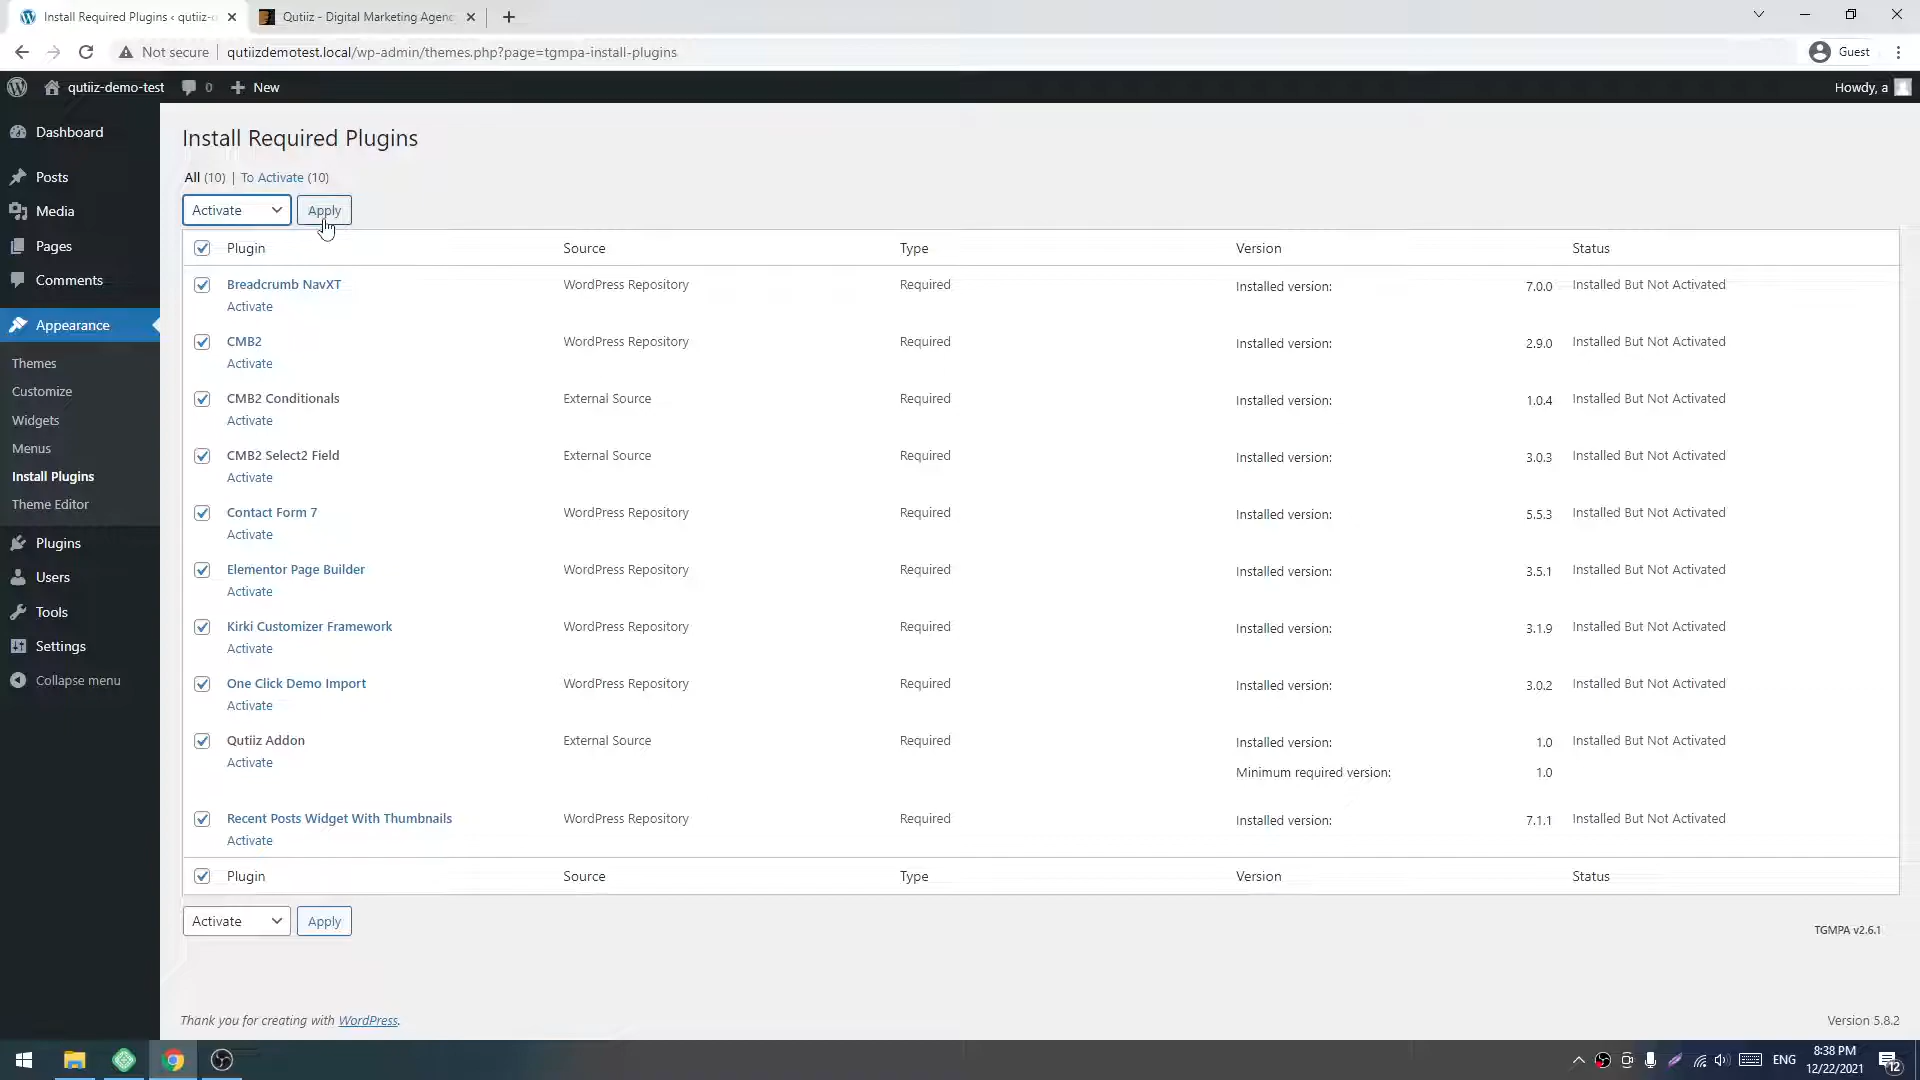 Install Required Plugins ‹ qutiiz-d
Qutiiz - Digital Marketing Agenc
Not secure qutiizdemotest.local/wp-admin/themes.php?page=tgmpa-install-plugins
Guest
qutiiz-demo-test 0 New
Howdy, a
Dashboard
Posts
Media
Pages
Comments
Appearance
Themes
Customize
Widgets
Menus
Install Plugins
Theme Editor
Plugins
Users
Tools
Settings
Collapse menu
Install Required Plugins
All (10) | To Activate (10)
Activate Apply
Plugin Source Type Version Status
Breadcrumb NavXT WordPress Repository Required Installed version: 7.0.0 Installed But Not Activated
Activate
CMB2 WordPress Repository Required Installed version: 2.9.0 Installed But Not Activated
Activate
CMB2 Conditionals External Source Required Installed version: 1.0.4 Installed But Not Activated
Activate
CMB2 Select2 Field External Source Required Installed version: 3.0.3 Installed But Not Activated
Activate
Contact Form 7 WordPress Repository Required Installed version: 5.5.3 Installed But Not Activated
Activate
Elementor Page Builder WordPress Repository Required Installed version: 3.5.1 Installed But Not Activated
Activate
Kirki Customizer Framework WordPress Repository Required Installed version: 3.1.9 Installed But Not Activated
Activate
One Click Demo Import WordPress Repository Required Installed version: 3.0.2 Installed But Not Activated
Activate
Qutiiz Addon External Source Required Installed version: 1.0 Installed But Not Activated
Activate
Minimum required version: 1.0
Recent Posts Widget With Thumbnails WordPress Repository Required Installed version: 7.1.1 Installed But Not Activated
Activate
Plugin Source Type Version Status
Activate Apply
TGMPA v2.6.1
Thank you for creating with WordPress.
Version 5.8.2
ENG
8:38 PM
12/22/2021
12